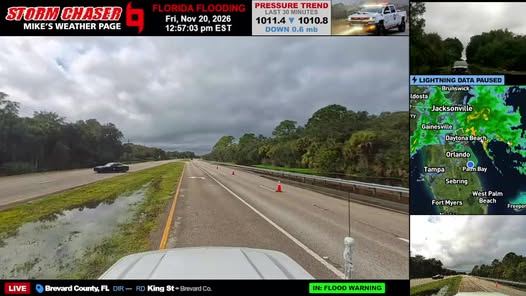 STORM CHASER
MIKE'S WEATHER PAGE
FLORIDA FLOODING
Fri, Nov 20, 2026
12:57:03 pm EST
PRESSURE TREND
LAST 30 MINUTES
1011.4 ▼ 1010.8
DOWN 0.6 mb
LIGHTNING DATA PAUSED
Brunswick
Jacksonville
Gainesville
Daytona Beach
Orlando
Tampa
Palm Bay
Sebring
West Palm
Beach
Fort Myers
LIVE
Brevard County, FL DIR — RD King St - Brevard Co.
IN: FLOOD WARNING